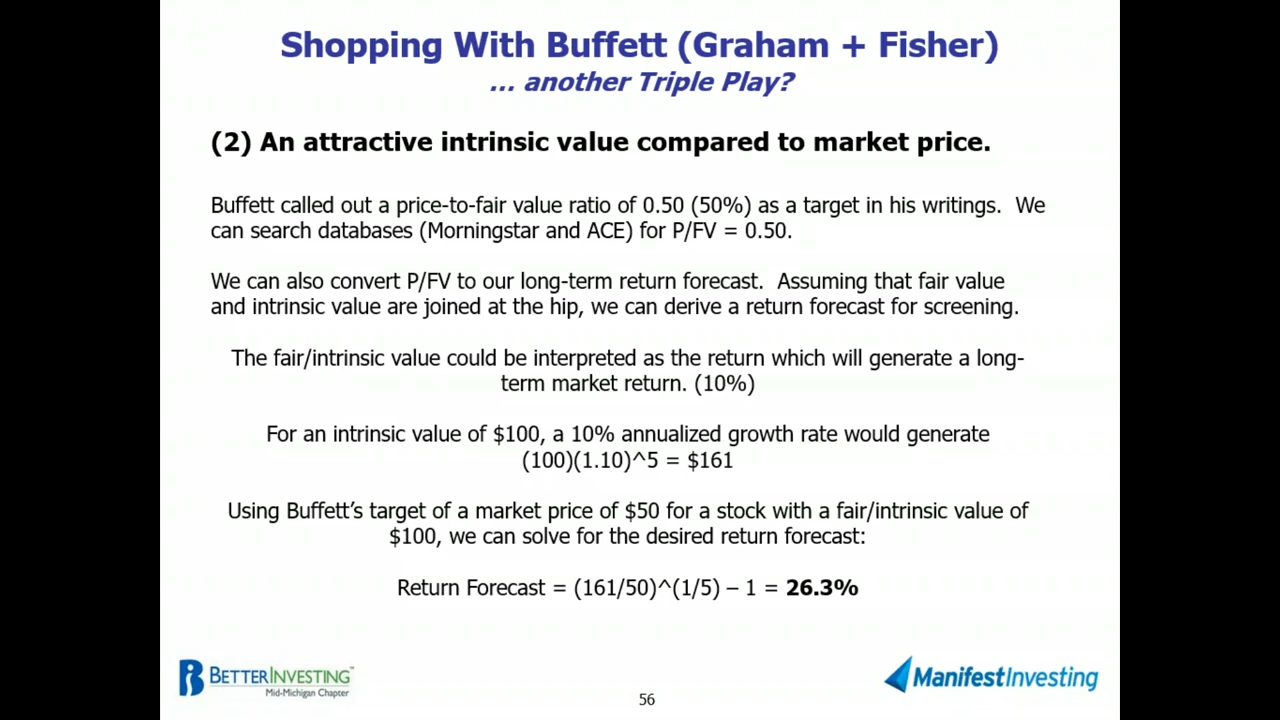 Shopping With Buffett (Graham + Fisher)
... another Triple Play?
(2) An attractive intrinsic value compared to market price.
Buffett called out a price-to-fair value ratio of 0.50 (50%) as a target in his writings.  We
can search databases (Morningstar and ACE) for P/FV = 0.50.
We can also convert P/FV to our long-term return forecast.  Assuming that fair value
and intrinsic value are joined at the hip, we can derive a return forecast for screening.
The fair/intrinsic value could be interpreted as the return which will generate a long-
term market return. (10%)
For an intrinsic value of $100, a 10% annualized growth rate would generate
(100)(1.10)^5 = $161
Using Buffett’s target of a market price of $50 for a stock with a fair/intrinsic value of
$100, we can solve for the desired return forecast:
Return Forecast = (161/50)^(1/5) – 1 = 26.3%
BETTERINVESTING™
Mid-Michigan Chapter
ManifestInvesting
56